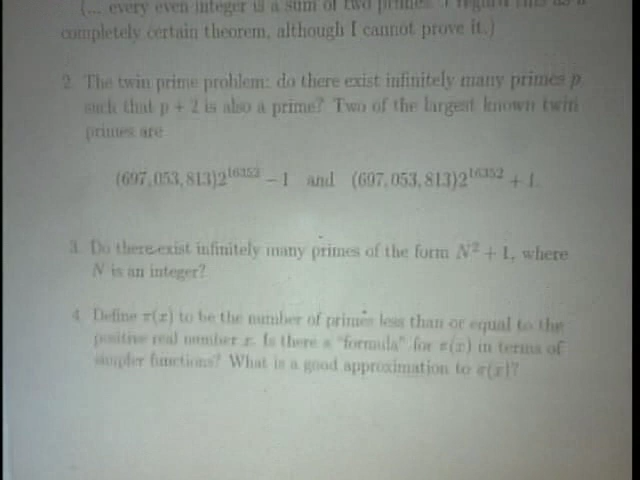 (... every even integer is a sum of two primes. I regard this as a
completely certain theorem, although I cannot prove it.)
2. The twin prime problem: do there exist infinitely many primes p
such that p + 2 is also a prime? Two of the largest known twin
primes are
(697,053,813)2^16352 − 1 and (697,053,813)2^16352 + 1.
3. Do there exist infinitely many primes of the form N² + 1, where
N is an integer?
4. Define π(x) to be the number of primes less than or equal to the
positive real number x. Is there a "formula" for π(x) in terms of
simpler functions? What is a good approximation to π(x)?